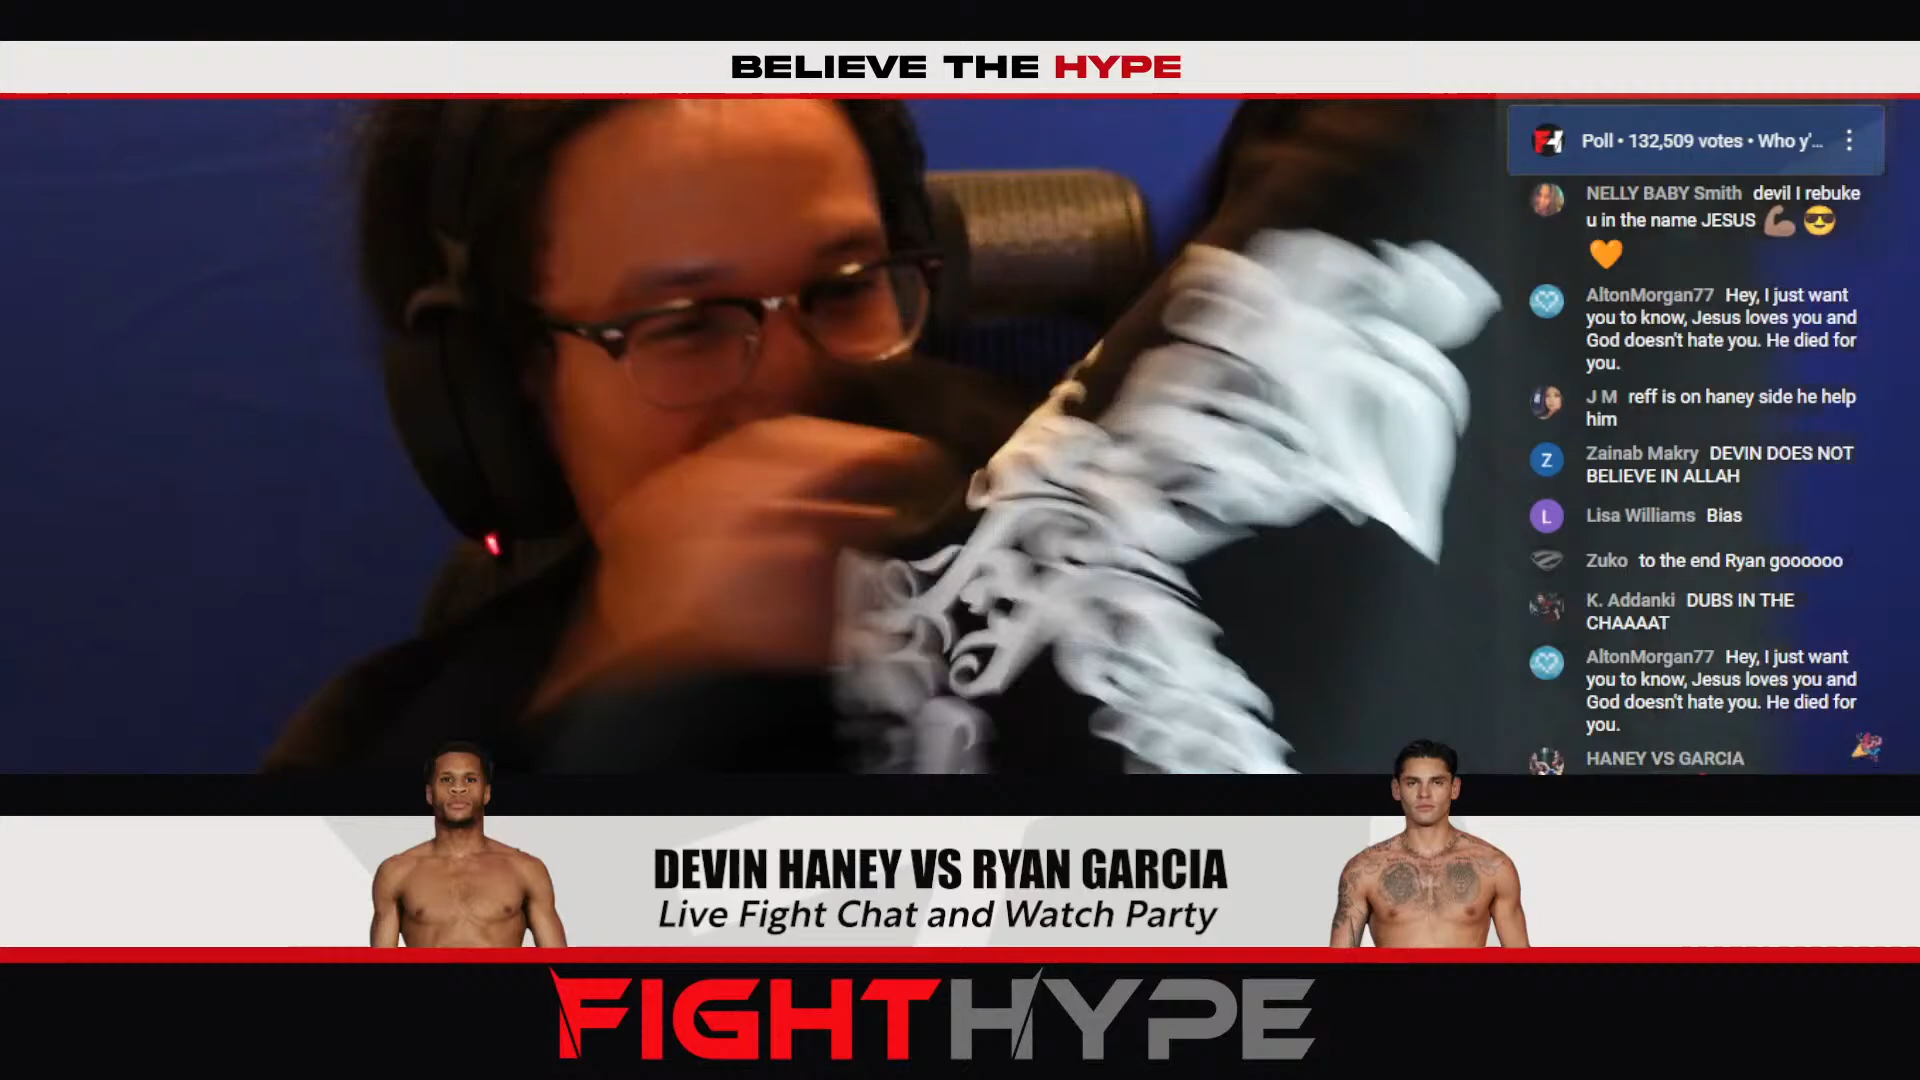 BELIEVE THE HYPE
Poll • 132,509 votes • Who y'...
NELLY BABY Smith devil I rebuke
u in the name JESUS
AltonMorgan77 Hey, I just want
you to know, Jesus loves you and
God doesn't hate you. He died for
you.
J M reff is on haney side he help
him
Zainab Makry DEVIN DOES NOT
BELIEVE IN ALLAH
Lisa Williams Bias
Zuko to the end Ryan goooooo
K. Addanki DUBS IN THE
CHAAAAT
AltonMorgan77 Hey, I just want
you to know, Jesus loves you and
God doesn't hate you. He died for
you.
HANEY VS GARCIA
DEVIN HANEY VS RYAN GARCIA
Live Fight Chat and Watch Party
FIGHTHYPE